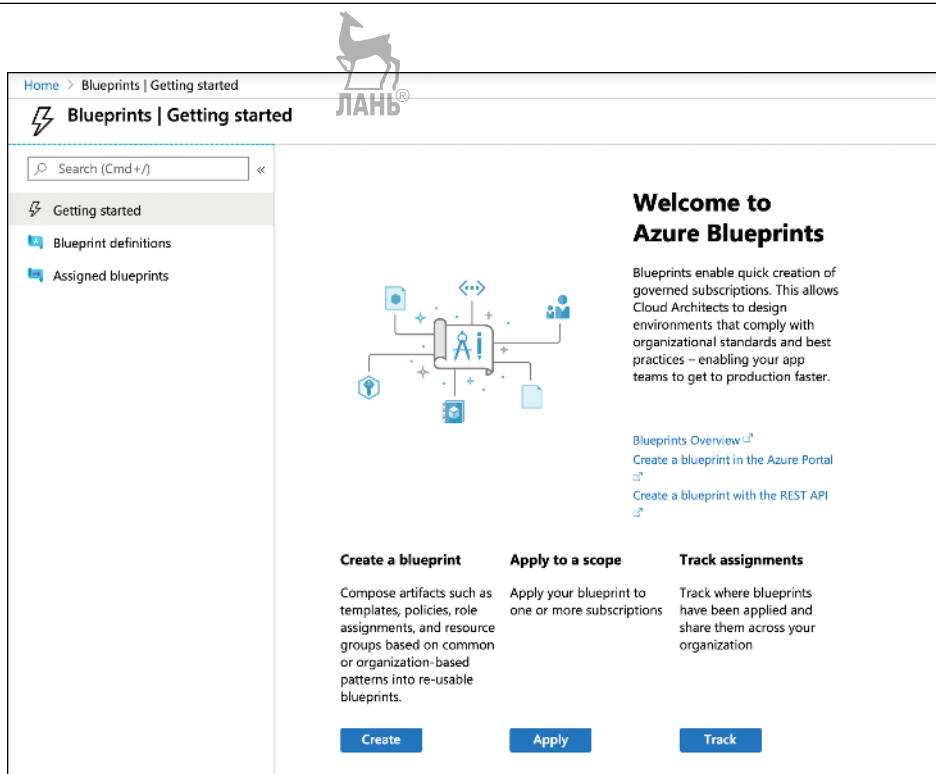 ЛАНЬ®
Home > Blueprints | Getting started
Blueprints | Getting started
Search (Cmd+/)
«
Getting started
Blueprint definitions
Assigned blueprints
Welcome to
Azure Blueprints
Blueprints enable quick creation of
governed subscriptions. This allows
Cloud Architects to design
environments that comply with
organizational standards and best
practices – enabling your app
teams to get to production faster.
Blueprints Overview
Create a blueprint in the Azure Portal
Create a blueprint with the REST API
Create a blueprint
Compose artifacts such as
templates, policies, role
assignments, and resource
groups based on common
or organization-based
patterns into re-usable
blueprints.
Create
Apply to a scope
Apply your blueprint to
one or more subscriptions
Apply
Track assignments
Track where blueprints
have been applied and
share them across your
organization
Track